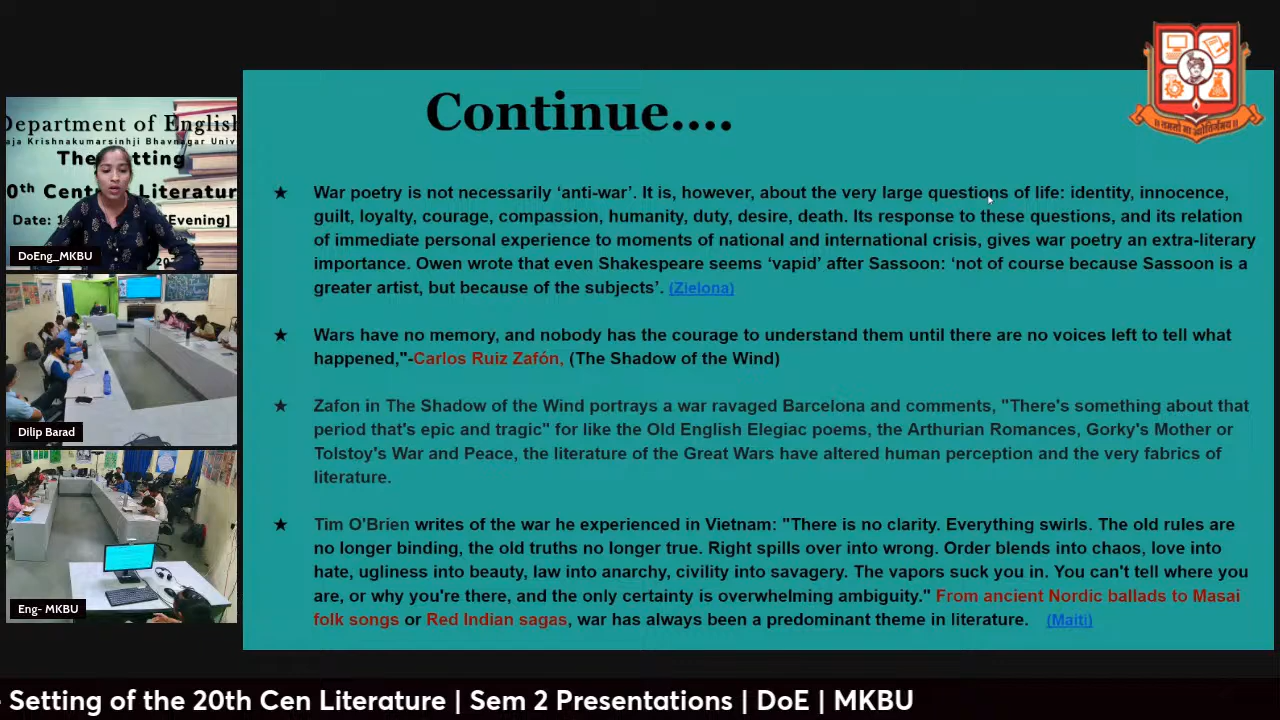 Department of English
aja Krishnakumarsinhji Bhavnagar Univ
The
tting
0th Cent
Literatur
Date: 1
[Evening]
DoEng_MKBU
Dilip Barad
Eng- MKBU
Continue....
★ War poetry is not necessarily ‘anti-war’. It is, however, about the very large questions of life: identity, innocence,
guilt, loyalty, courage, compassion, humanity, duty, desire, death. Its response to these questions, and its relation
of immediate personal experience to moments of national and international crisis, gives war poetry an extra-literary
importance. Owen wrote that even Shakespeare seems ‘vapid’ after Sassoon: ‘not of course because Sassoon is a
greater artist, but because of the subjects’. (Zielona)
★ Wars have no memory, and nobody has the courage to understand them until there are no voices left to tell what
happened,"-Carlos Ruiz Zafón, (The Shadow of the Wind)
★ Zafon in The Shadow of the Wind portrays a war ravaged Barcelona and comments, "There's something about that
period that's epic and tragic" for like the Old English Elegiac poems, the Arthurian Romances, Gorky's Mother or
Tolstoy's War and Peace, the literature of the Great Wars have altered human perception and the very fabrics of
literature.
★ Tim O'Brien writes of the war he experienced in Vietnam: "There is no clarity. Everything swirls. The old rules are
no longer binding, the old truths no longer true. Right spills over into wrong. Order blends into chaos, love into
hate, ugliness into beauty, law into anarchy, civility into savagery. The vapors suck you in. You can't tell where you
are, or why you're there, and the only certainty is overwhelming ambiguity." From ancient Nordic ballads to Masai
folk songs or Red Indian sagas, war has always been a predominant theme in literature. (Maiti)
Setting of the 20th Cen Literature | Sem 2 Presentations | DoE | MKBU